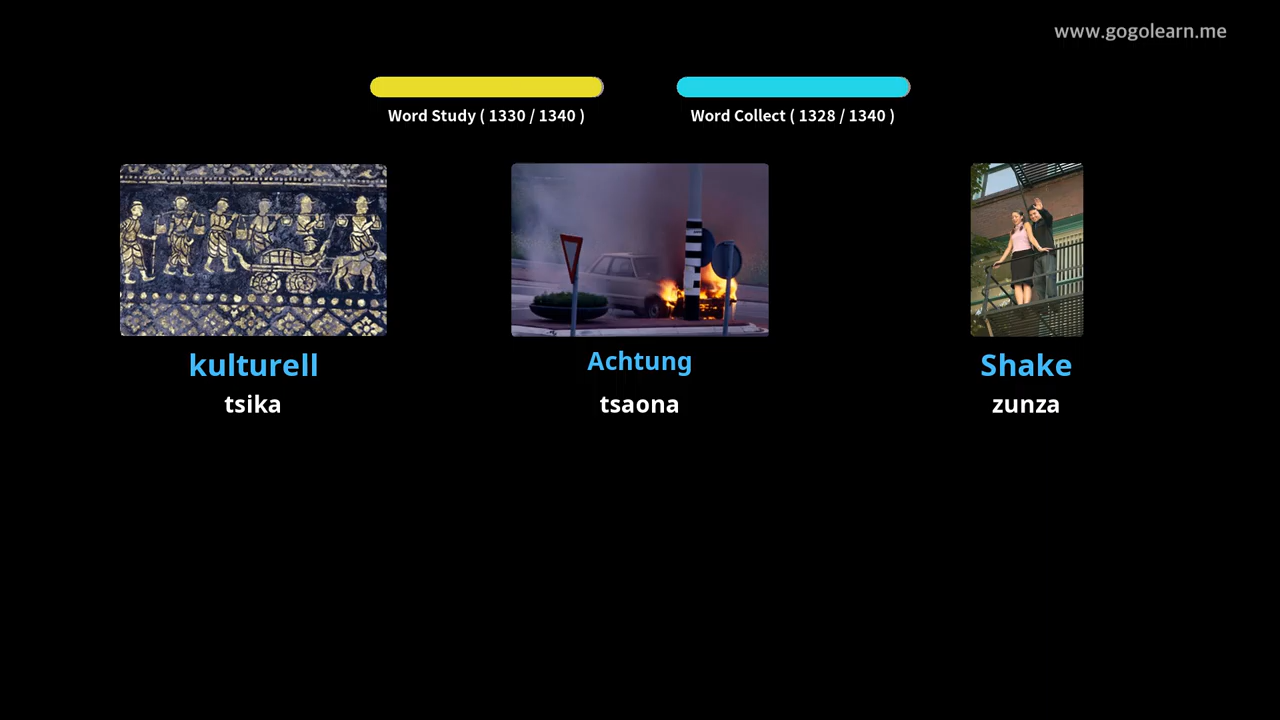 www.gogolearn.me
Word Study ( 1330 / 1340 )
Word Collect ( 1328 / 1340 )
kulturell
tsika
Achtung
tsaona
Shake
zunza